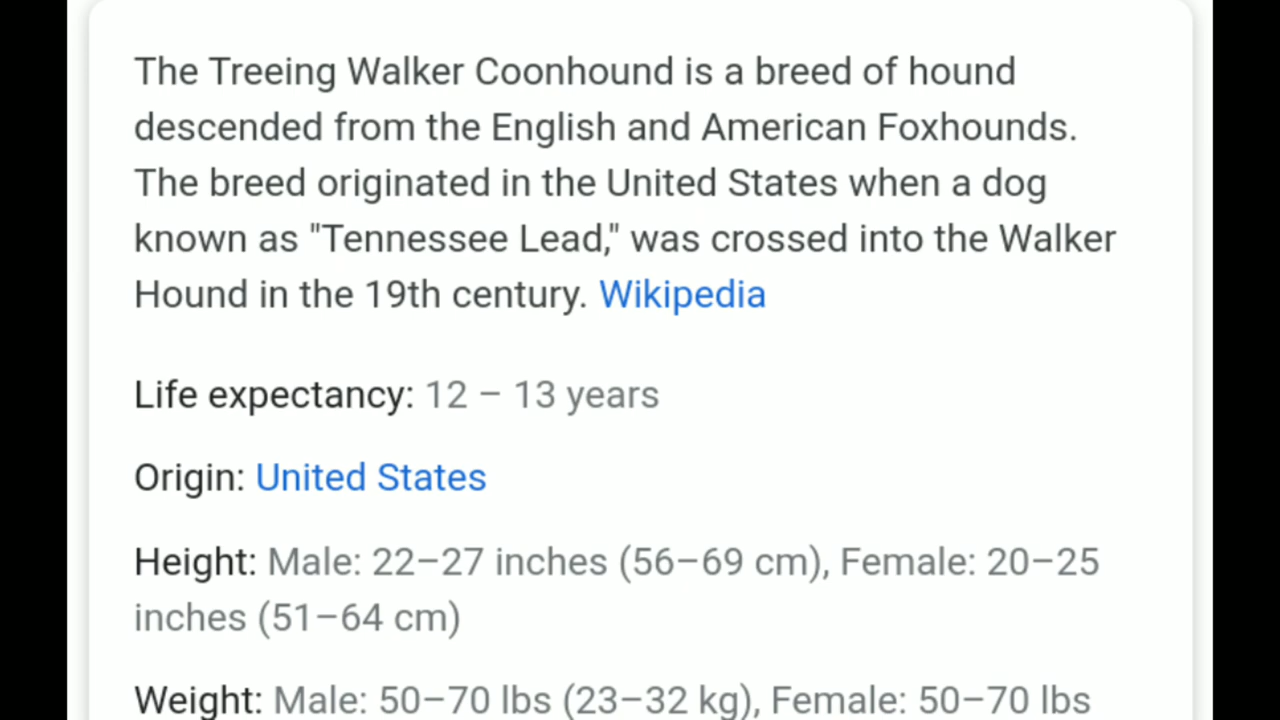 The Treeing Walker Coonhound is a breed of hound
descended from the English and American Foxhounds.
The breed originated in the United States when a dog
known as "Tennessee Lead," was crossed into the Walker
Hound in the 19th century. Wikipedia
Life expectancy: 12 – 13 years
Origin: United States
Height: Male: 22–27 inches (56–69 cm), Female: 20–25
inches (51–64 cm)
Weight: Male: 50–70 lbs (23–32 kg), Female: 50–70 lbs